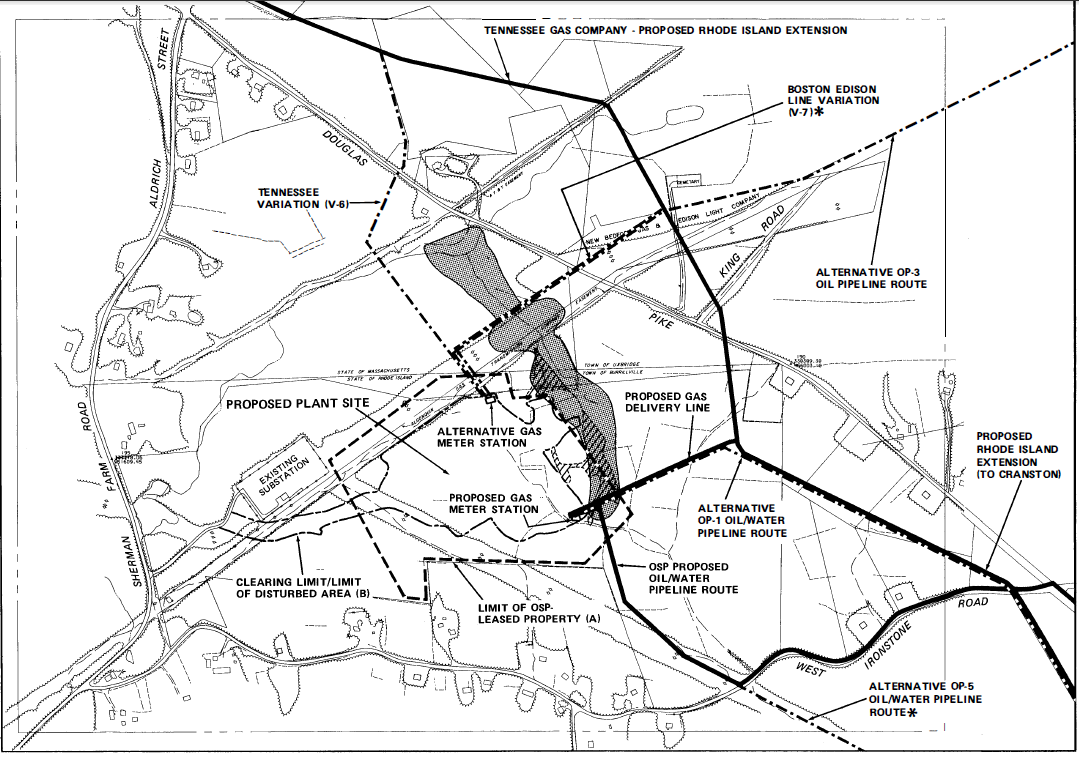 TENNESSEE GAS COMPANY - PROPOSED RHODE ISLAND EXTENSION
STREET
ALDRICH
DOUGLAS
BOSTON EDISON
LINE VARIATION
(V-7)*
TENNESSEE
VARIATION (V-6)
CEMETARY
NEW BEDFORD GAS & EDISON LIGHT COMPANY
KING ROAD
ALTERNATIVE OP-3
OIL PIPELINE ROUTE
EASEMENT
PIKE
STATE OF MASSACHUSETTS
STATE OF RHODE ISLAND
TOWN OF UXBRIDGE
TOWN OF BURRILLVILLE
PROPOSED PLANT SITE
ALTERNATIVE GAS
METER STATION
PROPOSED GAS
DELIVERY LINE
PROPOSED
RHODE ISLAND
EXTENSION
(TO CRANSTON)
EXISTING
SUBSTATION
PROPOSED GAS
METER STATION
ALTERNATIVE
OP-1 OIL/WATER
PIPELINE ROUTE
SHERMAN FARM ROAD
OSP PROPOSED
OIL/WATER
PIPELINE ROUTE
CLEARING LIMIT/LIMIT
OF DISTURBED AREA (B)
LIMIT OF OSP-
LEASED PROPERTY (A)
WEST IRONSTONE ROAD
ALTERNATIVE OP-5
OIL/WATER PIPELINE
ROUTE*